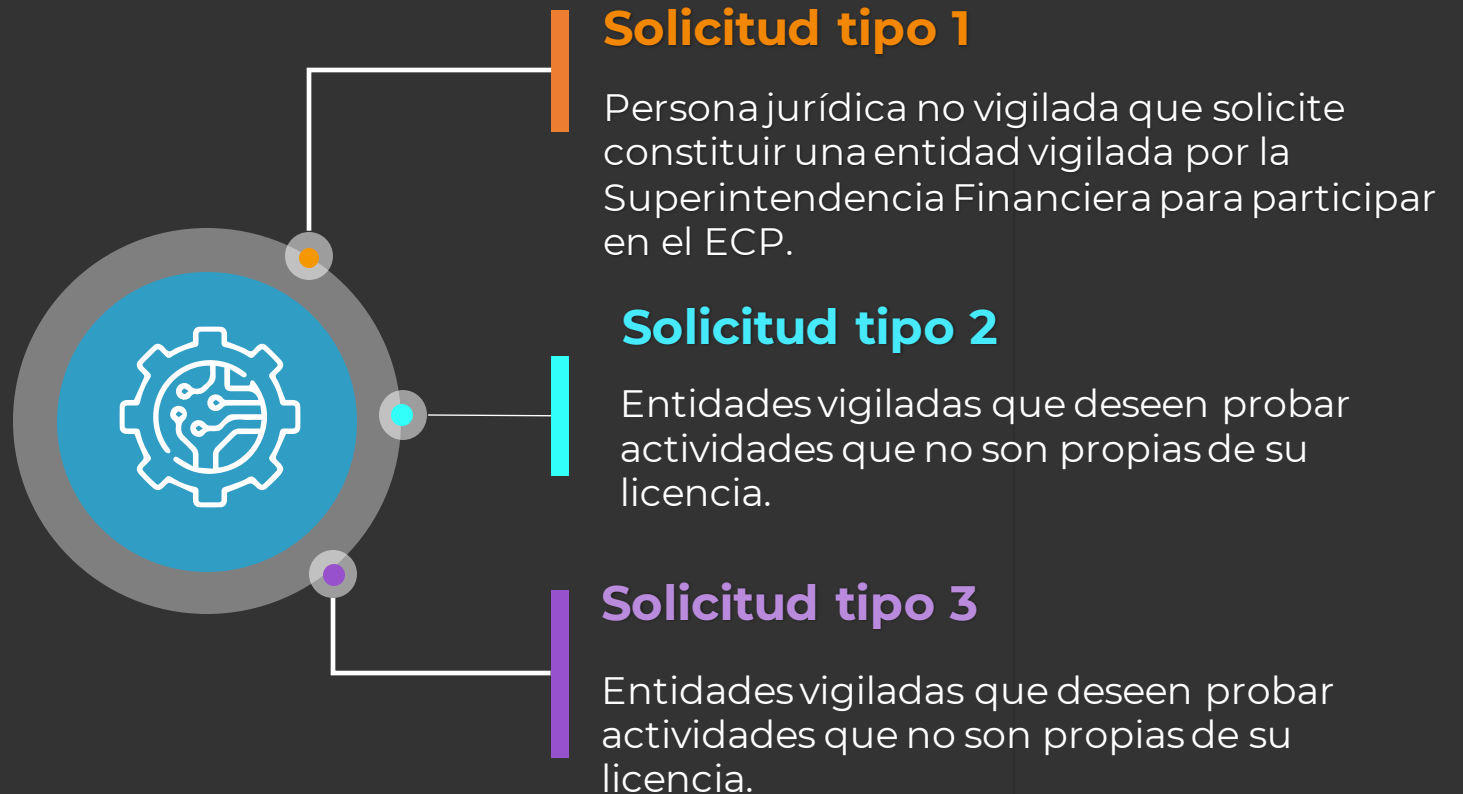 Solicitud tipo 1
Persona jurídica no vigilada que solicite
constituir una entidad vigilada por la
Superintendencia Financiera para participar
en el ECP.
Solicitud tipo 2
Entidades vigiladas que deseen probar
actividades que no son propias de su
licencia.
Solicitud tipo 3
Entidades vigiladas que deseen probar
actividades que no son propias de su
licencia.